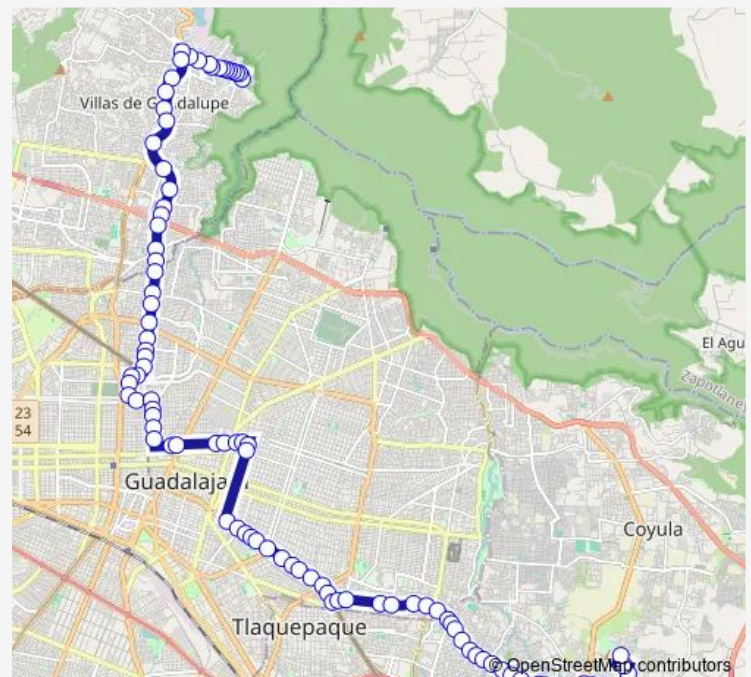 Villas de G dalupe
El Agu
Zapotlane
23
54
Guadalaja
Coyula
Tlaquepaque
© OpenStreetMap contributors